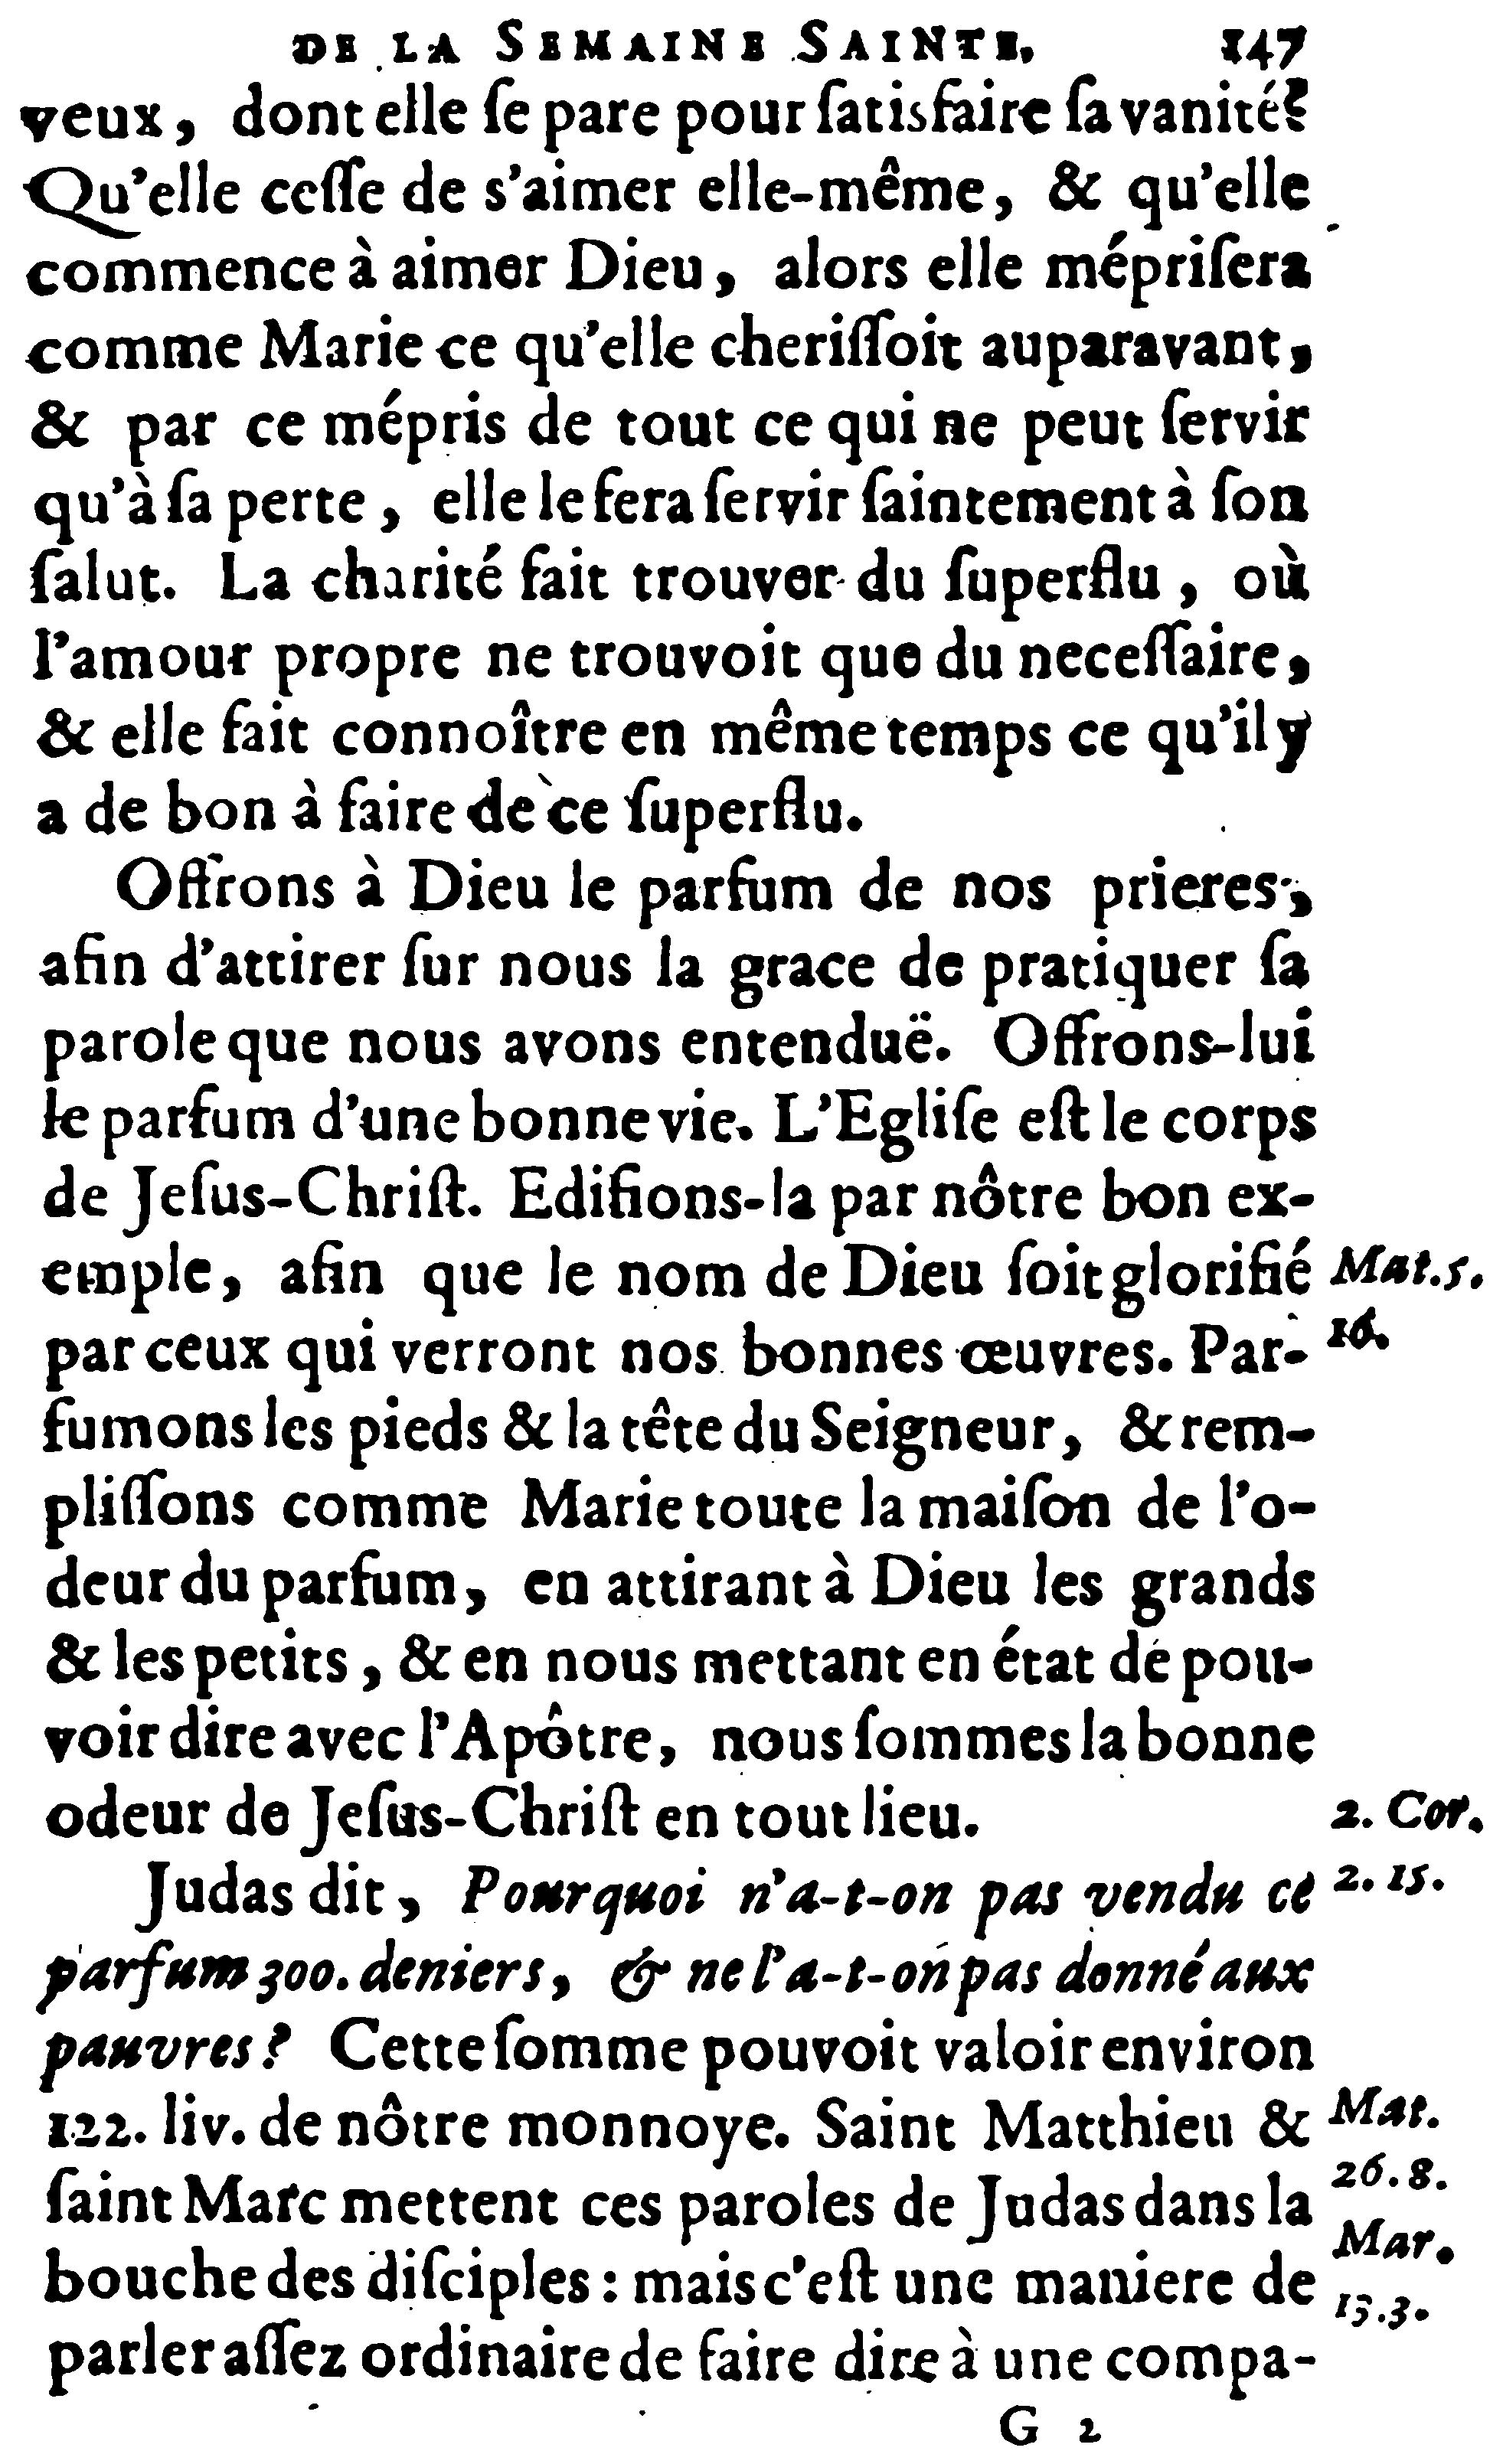 DE LA SEMAINE SAINTE. 147
veux, dont elle ſe pare pour ſatisfaire ſa vanité?
Qu'elle ceſſe de s'aimer elle-même, & qu'elle
commence à aimer Dieu, alors elle mépriſera
comme Marie ce qu'elle cheriſſoit auparavant,
& par ce mépris de tout ce qui ne peut ſervir
qu'à ſa perte, elle le fera ſervir ſaintement à ſon
ſalut. La charité fait trouver du ſuperflu, où
l'amour propre ne trouvoit que du neceſſaire,
& elle fait connoître en même temps ce qu'il y
a de bon à faire de ce ſuperflu.
Offrons à Dieu le parfum de nos prieres,
afin d'attirer ſur nous la grace de pratiquer ſa
parole que nous avons entenduë. Offrons-lui
le parfum d'une bonne vie. L'Egliſe eſt le corps
de Jeſus-Chriſt. Edifions-la par nôtre bon ex-
emple, afin que le nom de Dieu ſoit glorifié Mat. 5.
par ceux qui verront nos bonnes œuvres. Par- 16.
fumons les pieds & la tête du Seigneur, & rem-
pliſſons comme Marie toute la maiſon de l'o-
deur du parfum, en attirant à Dieu les grands
& les petits, & en nous mettant en état de pou-
voir dire avec l'Apôtre, nous ſommes la bonne
odeur de Jeſus-Chriſt en tout lieu. 2. Cor.
Judas dit, Pourquoi n'a-t-on pas vendu ce 2. 15.
parfum 300. deniers, & ne l'a-t-on pas donné aux
pauvres? Cette ſomme pouvoit valoir environ
122. liv. de nôtre monnoye. Saint Matthieu & Mat.
ſaint Marc mettent ces paroles de Judas dans la 26. 8.
bouche des diſciples : mais c'eſt une maniere de Mar.
parler aſſez ordinaire de faire dire à une compa- 13. 3.
G 2